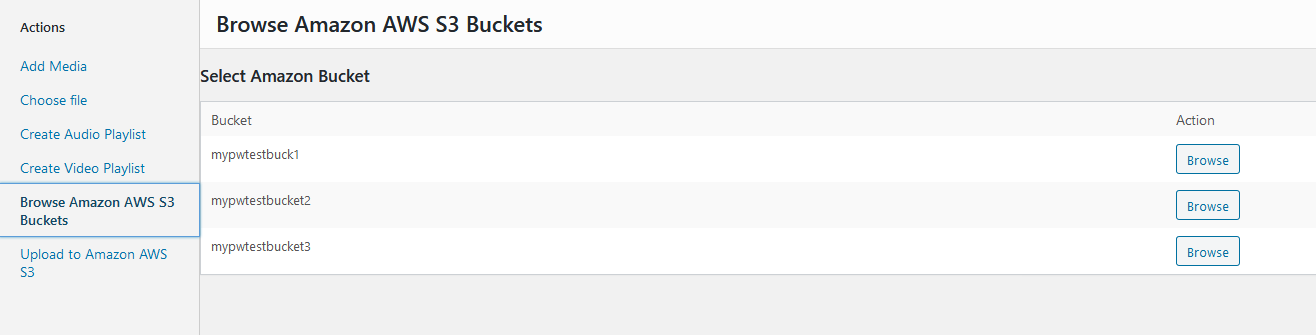 Actions
Add Media
Choose file
Create Audio Playlist
Create Video Playlist
Browse Amazon AWS S3
Buckets
Upload to Amazon AWS
S3
Browse Amazon AWS S3 Buckets
Select Amazon Bucket
Bucket Action
mypwtestbuck1 Browse
mypwtestbucket2 Browse
mypwtestbucket3 Browse